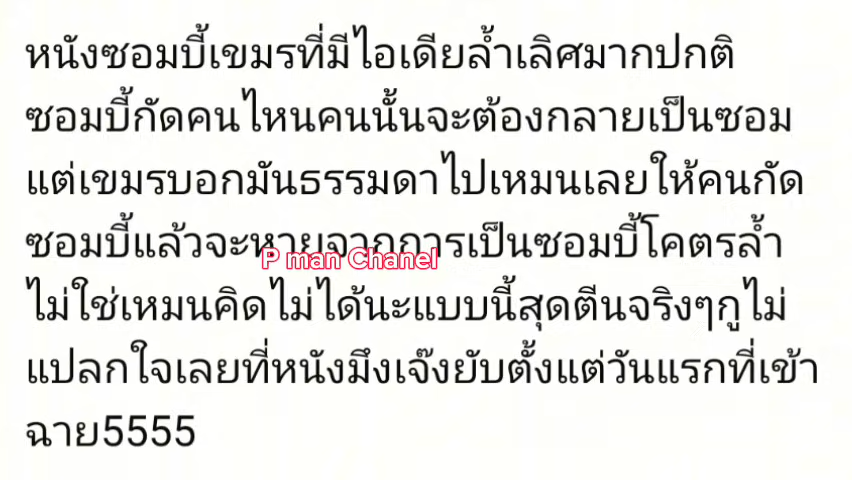 หนังซอมบี้เขมรที่มีไอเดียล้ำเลิศมากปกติ
ซอมบี้กัดคนไหนคนนั้นจะต้องกลายเป็นซอม
แต่เขมรบอกมันธรรมดาไปเหมนเลยให้คนกัด
ซอมบี้แล้วจะหายจากการเป็นซอมบี้โคตรล้ำ
P man Chanel
ไม่ใช่เหมนคิดไม่ได้นะแบบนี้สุดตีนจริงๆกูไม่
แปลกใจเลยที่หนังมึงเจ๊งยับตั้งแต่วันแรกที่เข้า
ฉาย5555